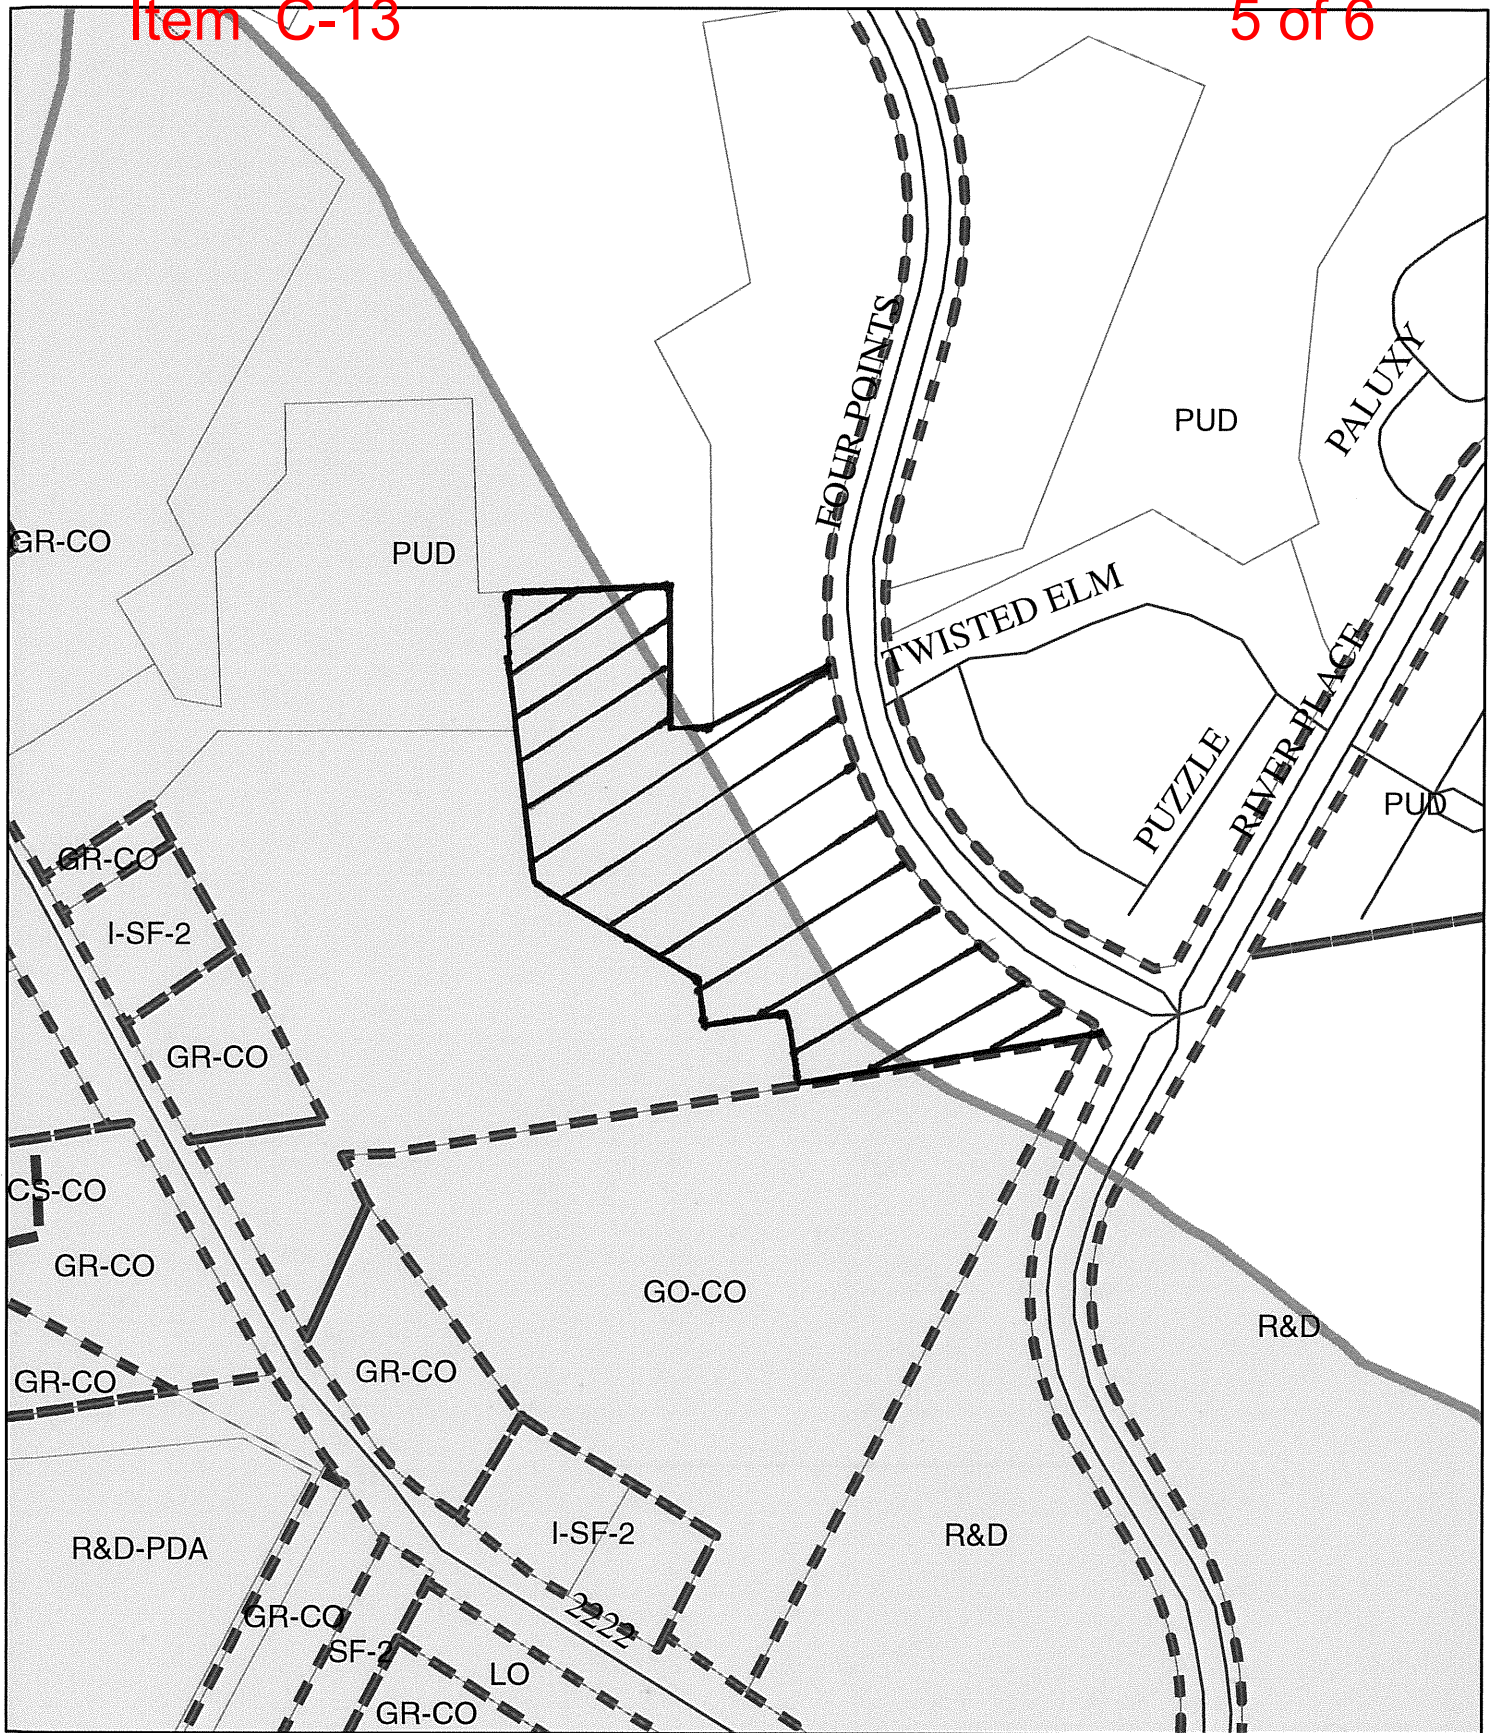 Item C-13
5 of 6
FOUR POINTS
PALUXY
PUD
GR-CO
PUD
TWISTED ELM
RIVER PLACE
PUZZLE
PUD
GR-CO
I-SF-2
GR-CO
CS-CO
GR-CO
GO-CO
R&D
GR-CO
GR-CO
I-SF-2
R&D
R&D-PDA
2222
GR-CO
SF-2
LO
GR-CO